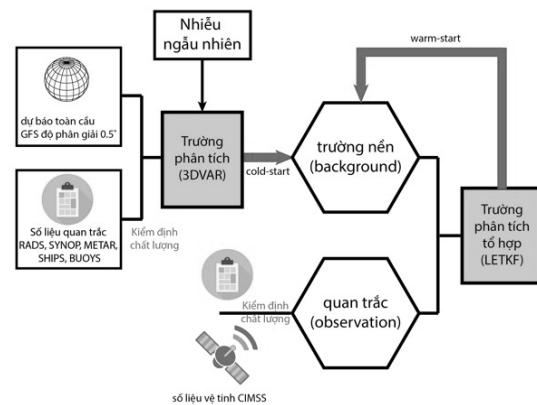 Nhiễu
ngẫu nhiên
warm-start
dự báo toàn cầu
GFS độ phân giải 0.5°
Trường
phân tích
(3DVAR)
cold-start
trường nền
(background)
Số liệu quan trắc
RADS, SYNOP, METAR,
SHIPS, BUOYS
Kiểm định
chất lượng
Trường
phân tích
tổ hợp
(LETKF)
Kiểm định
chất lượng
quan trắc
(observation)
số liệu vệ tinh CIMSS